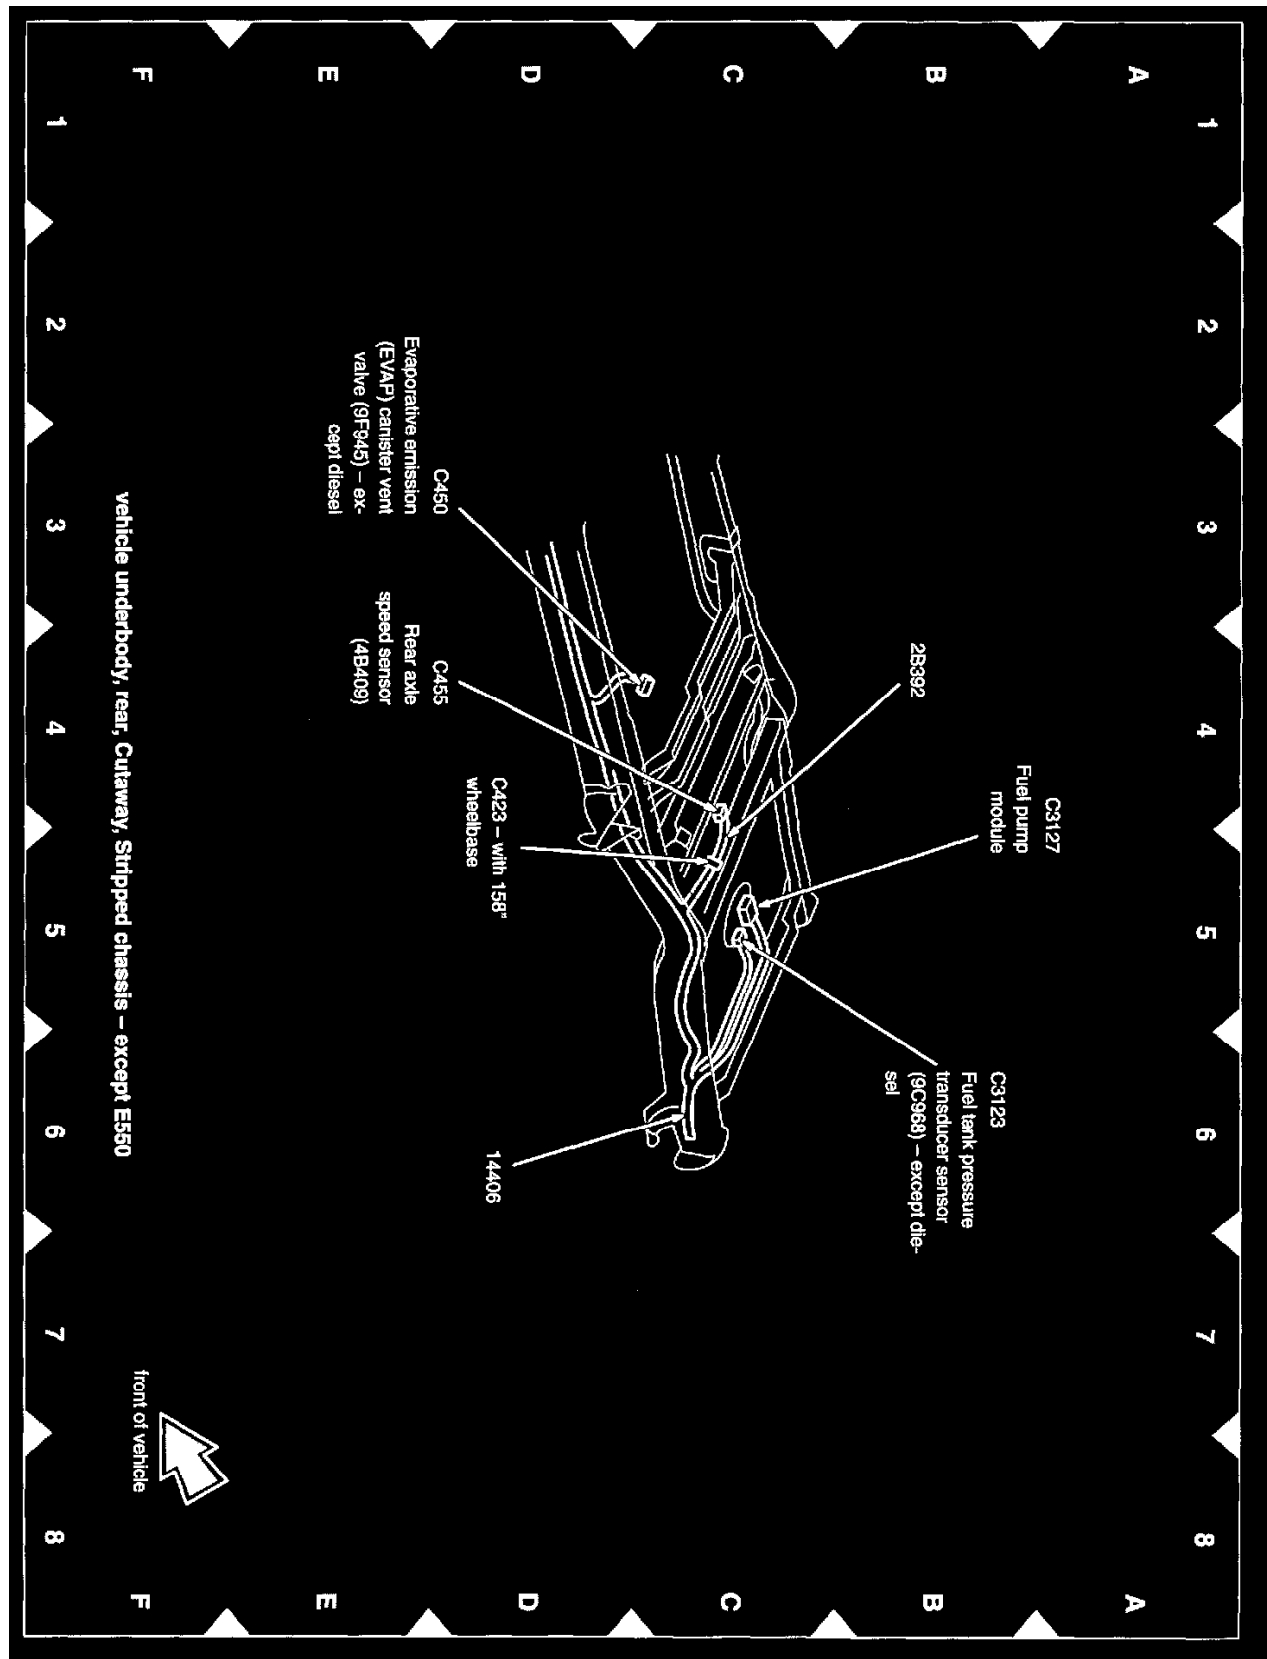 1
2
3
4
5
6
7
8
A
A
B
B
C
C
D
D
E
E
F
F
C3127
Fuel pump
module
C3123
Fuel tank pressure
transducer sensor
(9C968) – except die-
sel
2B392
C423 – with 158"
wheelbase
14406
C450
Evaporative emission
(EVAP) canister vent
valve (9F945) – ex-
cept diesel
C455
Rear axle
speed sensor
(4B409)
front of vehicle
vehicle underbody, rear, Cutaway, Stripped chassis – except E550
1
2
3
4
5
6
7
8